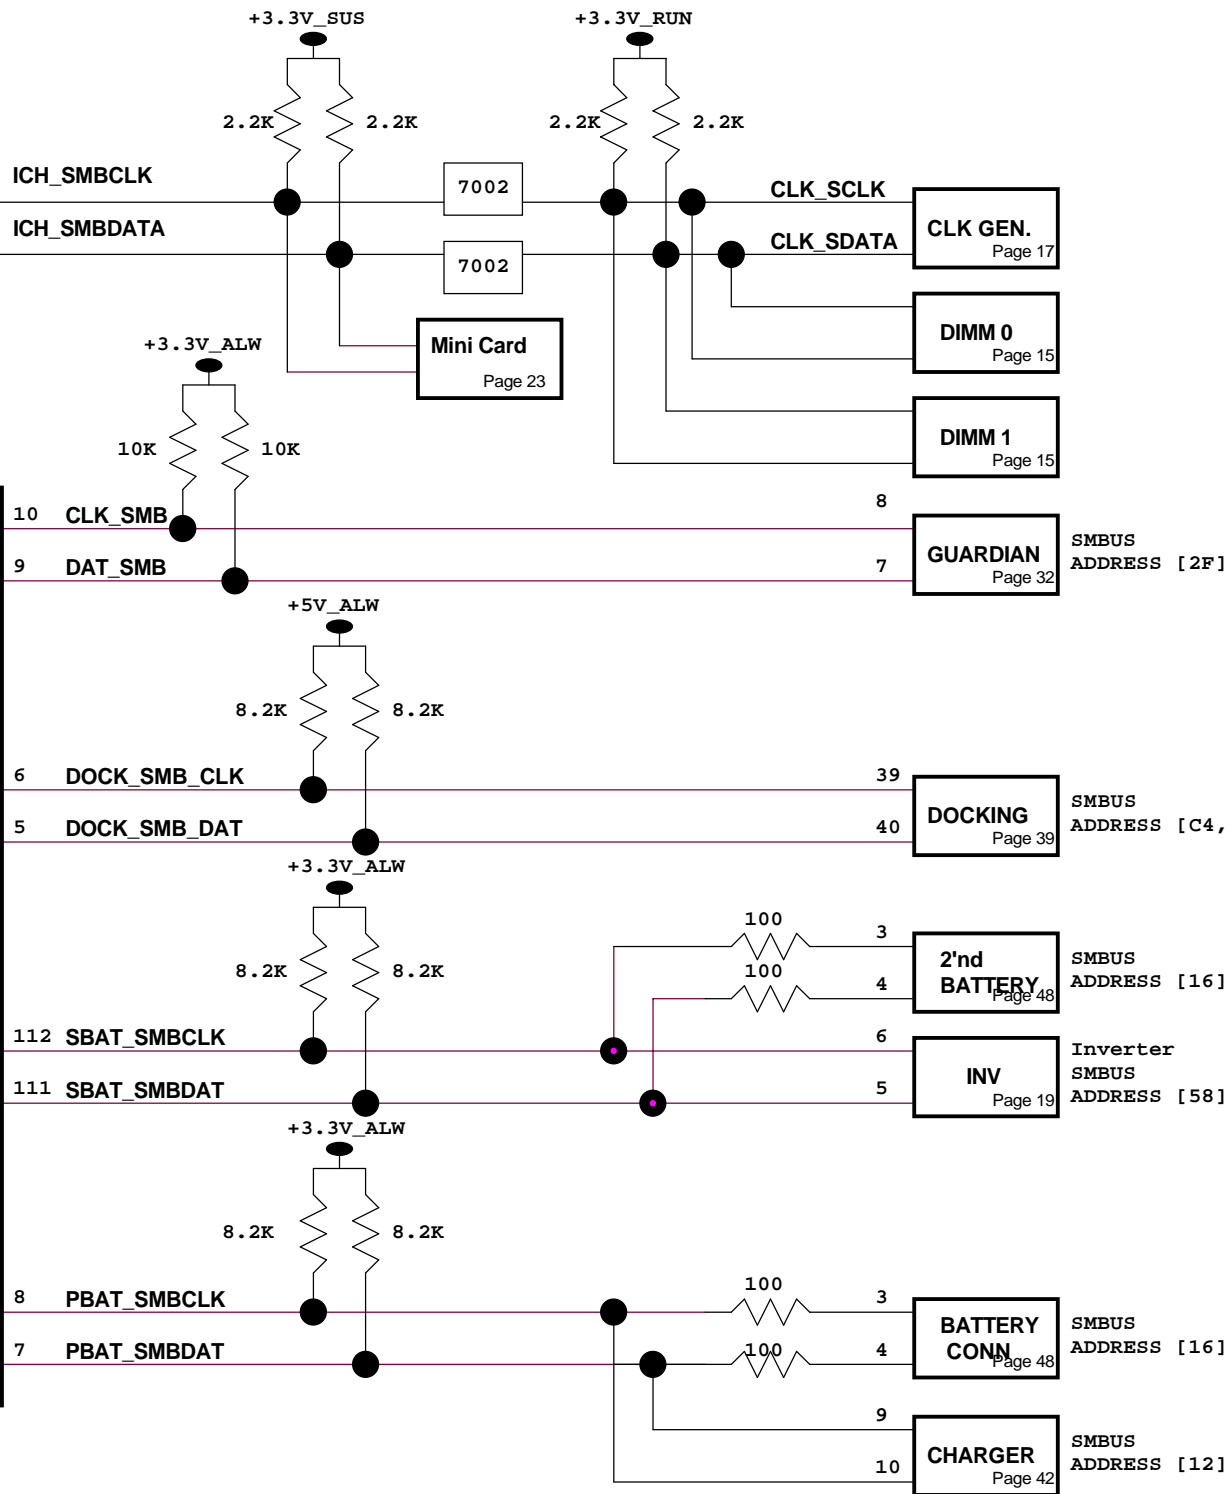 +3.3V_SUS +3.3V_RUN
2.2K 2.2K 2.2K 2.2K
ICH_SMBCLK 7002 CLK_SCLK
ICH_SMBDATA 7002 CLK_SDATA
CLK GEN.
Page 17
DIMM 0
Page 15
+3.3V_ALW
Mini Card
Page 23
10K 10K
DIMM 1
Page 15
10 CLK_SMB 8
9 DAT_SMB 7
GUARDIAN
Page 32
SMBUS
ADDRESS [2F]
+5V_ALW
8.2K 8.2K
6 DOCK_SMB_CLK 39
5 DOCK_SMB_DAT 40
DOCKING
Page 39
SMBUS
ADDRESS [C4,
+3.3V_ALW
8.2K 8.2K
100 3
100 4
2'nd
BATTERY
Page 48
SMBUS
ADDRESS [16]
112 SBAT_SMBCLK 6
111 SBAT_SMBDAT 5
INV
Page 19
Inverter
SMBUS
ADDRESS [58]
+3.3V_ALW
8.2K 8.2K
8 PBAT_SMBCLK 100 3
7 PBAT_SMBDAT 100 4
BATTERY
CONN
Page 48
SMBUS
ADDRESS [16]
9
10
CHARGER
Page 42
SMBUS
ADDRESS [12]